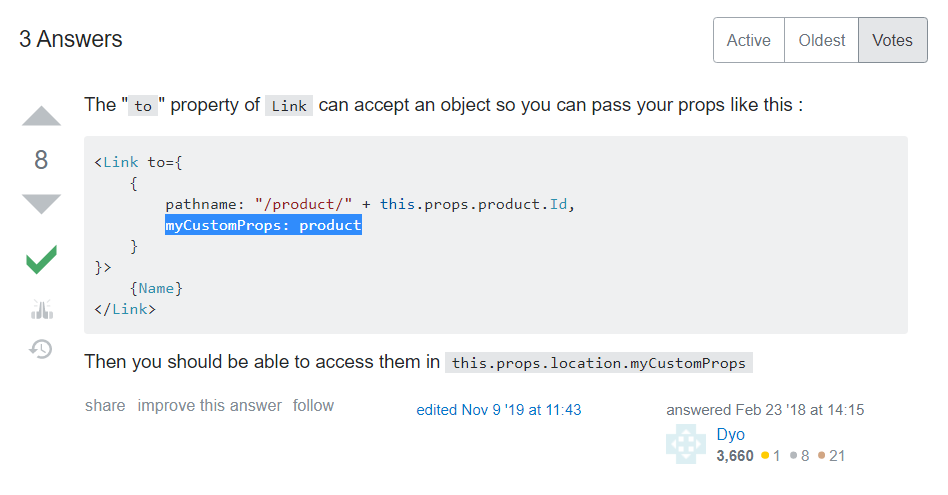 3 Answers
Active Oldest Votes
The "to" property of Link can accept an object so you can pass your props like this :
8
<Link to={
    {
        pathname: "/product/" + this.props.product.Id,
        myCustomProps: product
    }
}>
    {Name}
</Link>
Then you should be able to access them in this.props.location.myCustomProps
share improve this answer follow
edited Nov 9 '19 at 11:43
answered Feb 23 '18 at 14:15
Dyo
3,660 1 8 21